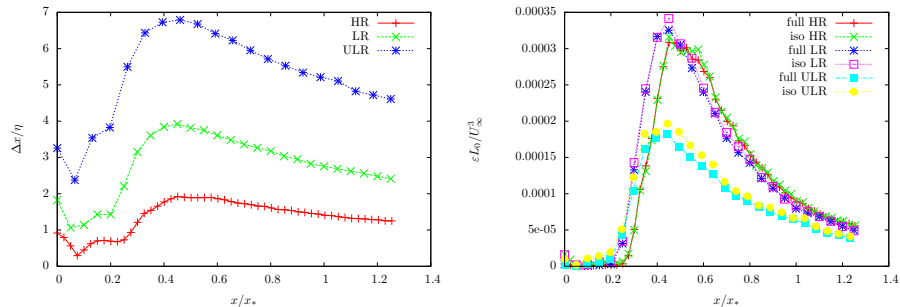 7
6
5
4
3
2
1
0
Δx/η
0
0.2
0.4
0.6
0.8
1
1.2
1.4
x/x*
HR
LR
ULR
0.00035
0.0003
0.00025
0.0002
0.00015
0.0001
5e-05
0
εL₀/U³∞
0
0.2
0.4
0.6
0.8
1
1.2
1.4
x/x*
full HR
iso HR
full LR
iso LR
full ULR
iso ULR